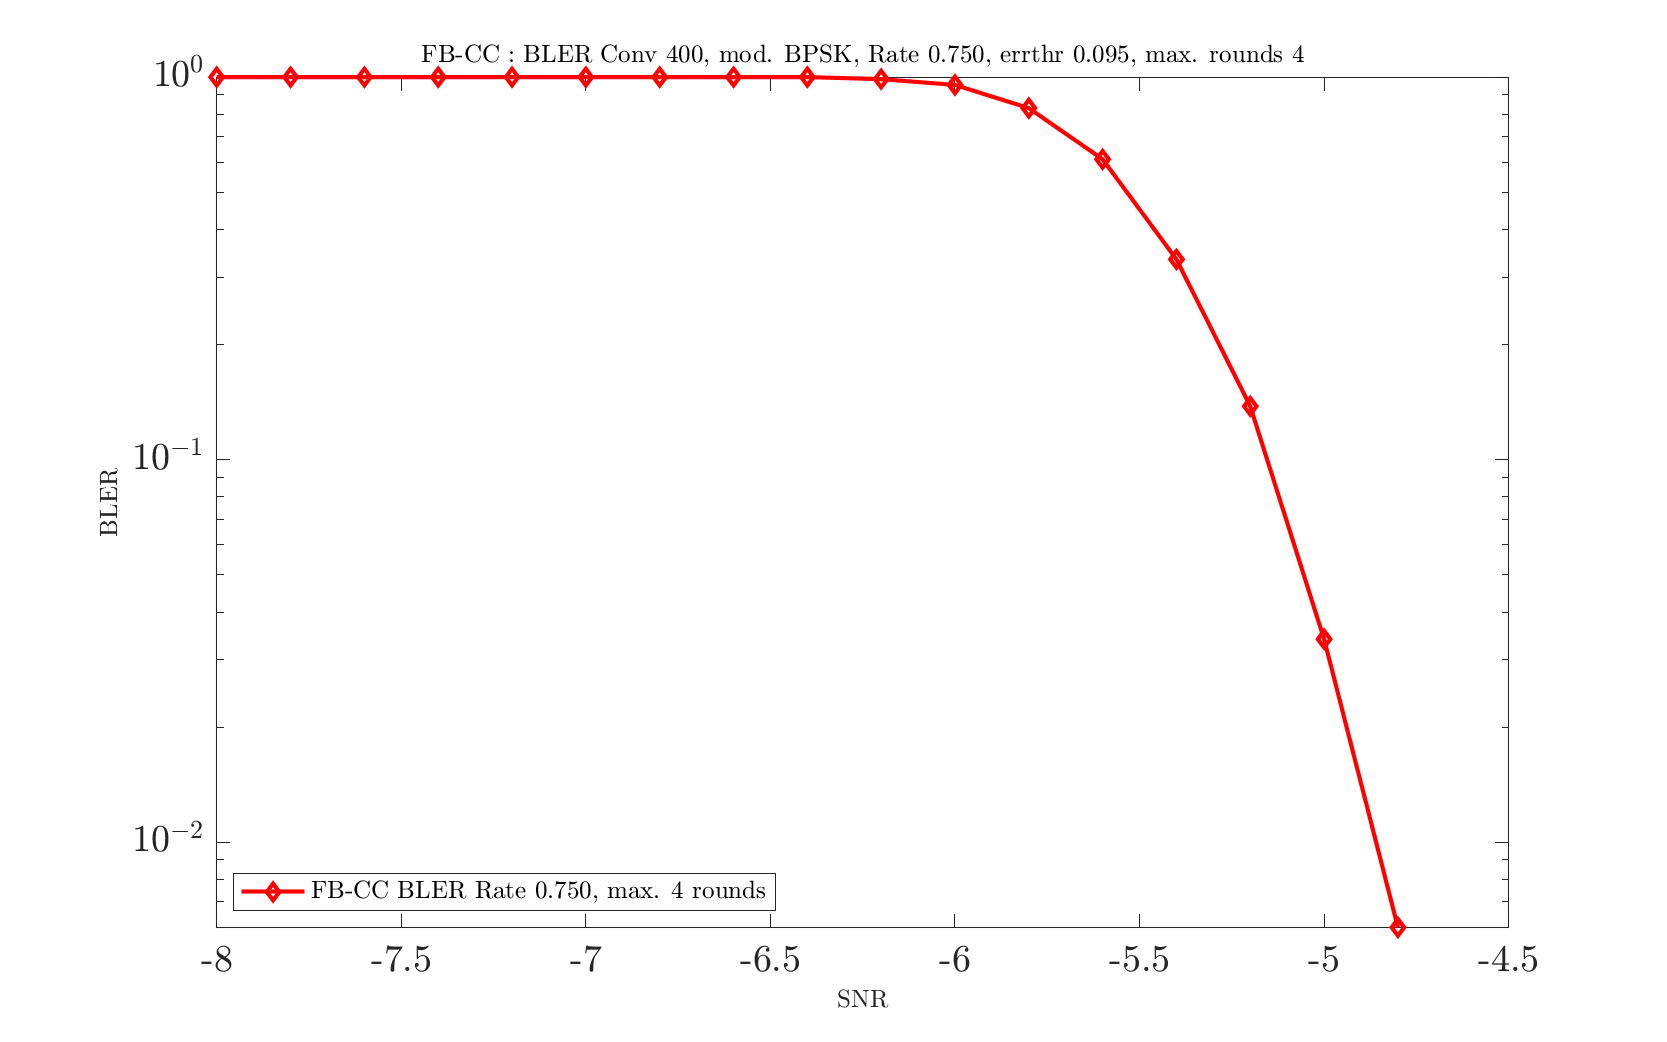 FB-CC : BLER Conv 400, mod. BPSK, Rate 0.750, errthr 0.095, max. rounds 4
10^0
10^-1
10^-2
BLER
FB-CC BLER Rate 0.750, max. 4 rounds
-8 -7.5 -7 -6.5 -6 -5.5 -5 -4.5
SNR